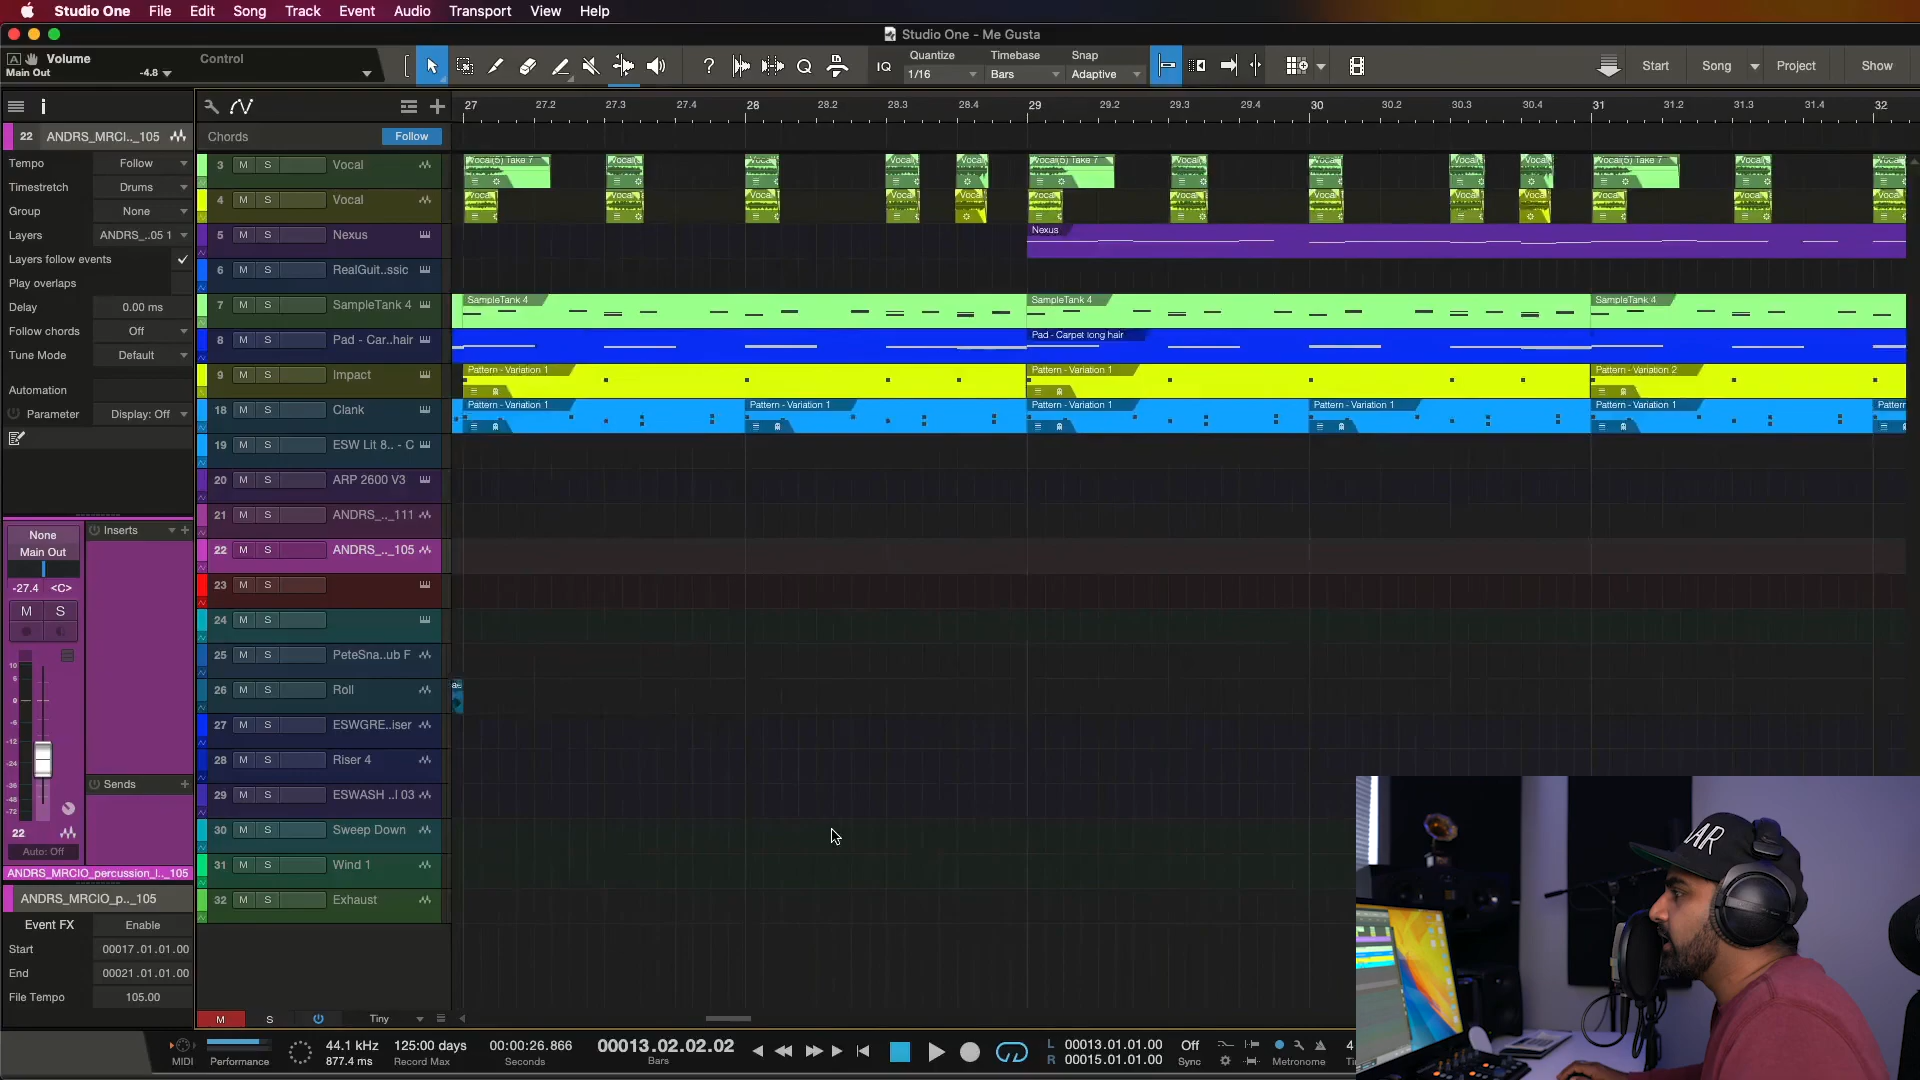 Studio One File Edit Song Track Event Audio Transport View Help
Studio One - Me Gusta
Volume Control
Main Out -4.8
Quantize Timebase Snap
IQ 1/16 Bars Adaptive
Start Song Project Show
27 27.2 27.3 27.4 28 28.2 28.3 28.4 29 29.2 29.3 29.4 30 30.2 30.3 30.4 31 31.2 31.3 31.4 32
22 ANDRS_MRCI.._105
Chords Follow
Tempo Follow
Timestretch Drums
Group None
Layers ANDRS_..05 1
Layers follow events
Play overlaps
Delay 0.00 ms
Follow chords Off
Tune Mode Default
Automation
Parameter Display: Off
3 M S Vocal
Vocal(5) Take 7 Vocal( Vocal( Vocal( Vocal( Vocal(5) Take 7 Vocal( Vocal( Vocal( Vocal( Vocal(5) Take 7 Vocal( Vocal(
4 M S Vocal
Vocal Vocal Vocal Vocal Vocal Vocal Vocal Vocal Vocal Vocal Vocal Vocal Vocal
5 M S Nexus
Nexus
6 M S RealGuit..ssic
7 M S SampleTank 4
SampleTank 4 SampleTank 4 SampleTank 4
8 M S Pad - Car..hair
Pad - Carpet long hair
9 M S Impact
Pattern - Variation 1 Pattern - Variation 1 Pattern - Variation 2
18 M S Clank
Pattern - Variation 1 Pattern - Variation 1 Pattern - Variation 1 Pattern - Variation 1 Pattern - Variation 1 Pattern
19 M S ESW Lit 8.. - C
20 M S ARP 2600 V3
21 M S ANDRS_.._111
22 M S ANDRS_.._105
23 M S
24 M S
25 M S PeteSna..ub F
26 M S Roll
27 M S ESWGRE..iser
28 M S Riser 4
29 M S ESWASH ..l 03
30 M S Sweep Down
31 M S Wind 1
32 M S Exhaust
None Inserts
Main Out
-27.4 <C>
M S
Sends
22
Auto: Off
ANDRS_MRCIO_percussion_l.._105
ANDRS_MRCIO_p.._105
Event FX Enable
Start 00017.01.01.00
End 00021.01.01.00
File Tempo 105.00
M S Tiny
MIDI Performance
44.1 kHz
877.4 ms
125:00 days
Record Max
00:00:26.866
Seconds
00013.02.02.02
Bars
L 00013.01.01.00
R 00015.01.01.00
Off
Sync
Metronome
4